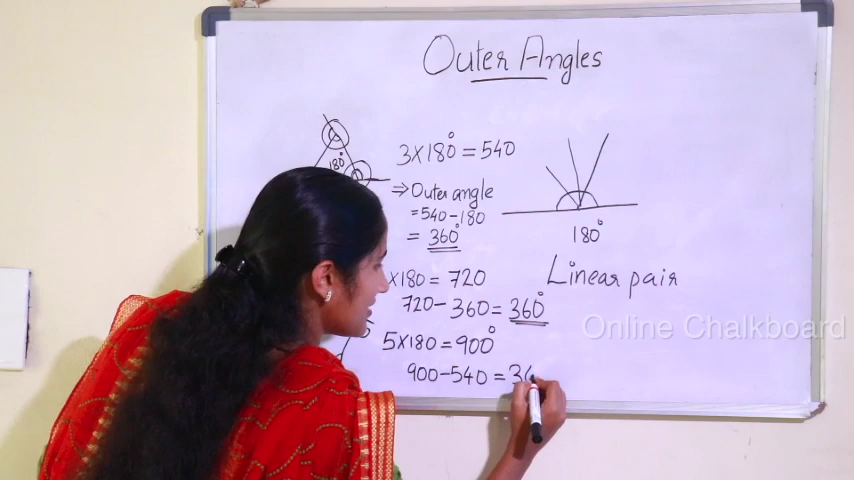 Outer Angles
180°
3×180° = 540
⇒ Outer angle
= 540-180
= 360°
180°
Linear pair
×180 = 720
720- 360 = 360°
5×180 = 900°
900-540 = 36
Online Chalkboard